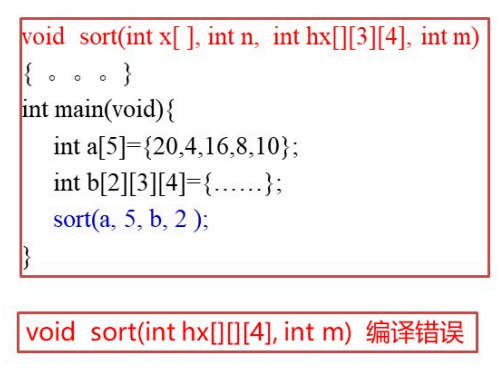 void sort(int x[ ], int n, int hx[][3][4], int m)
{ 。。。}
int main(void){
int a[5]={20,4,16,8,10};
int b[2][3][4]={……};
sort(a, 5, b, 2 );
}
void sort(int hx[][][4], int m) 编译错误